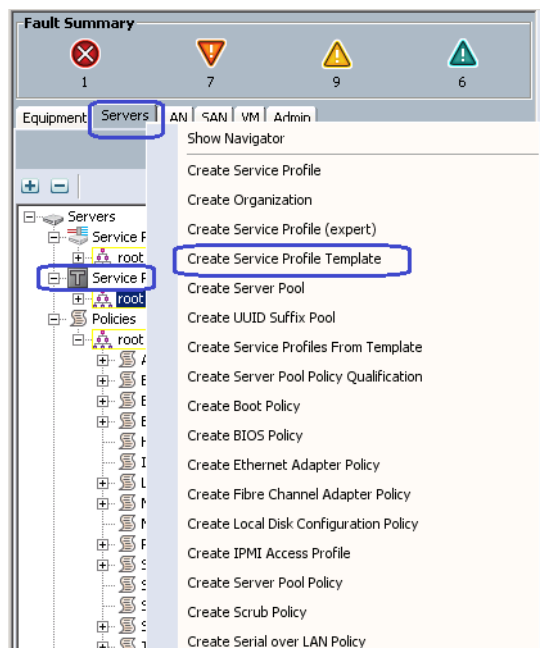 Fault Summary
1 7 9 6
Equipment Servers AN SAN VM Admin
Show Navigator
Create Service Profile
Create Organization
Servers
Create Service Profile (expert)
Service
root
Create Service Profile Template
Service
Create Server Pool
root
Policies
Create UUID Suffix Pool
root
Create Service Profiles From Template
Create Server Pool Policy Qualification
Create Boot Policy
Create BIOS Policy
Create Ethernet Adapter Policy
Create Fibre Channel Adapter Policy
Create Local Disk Configuration Policy
Create IPMI Access Profile
Create Server Pool Policy
Create Scrub Policy
Create Serial over LAN Policy